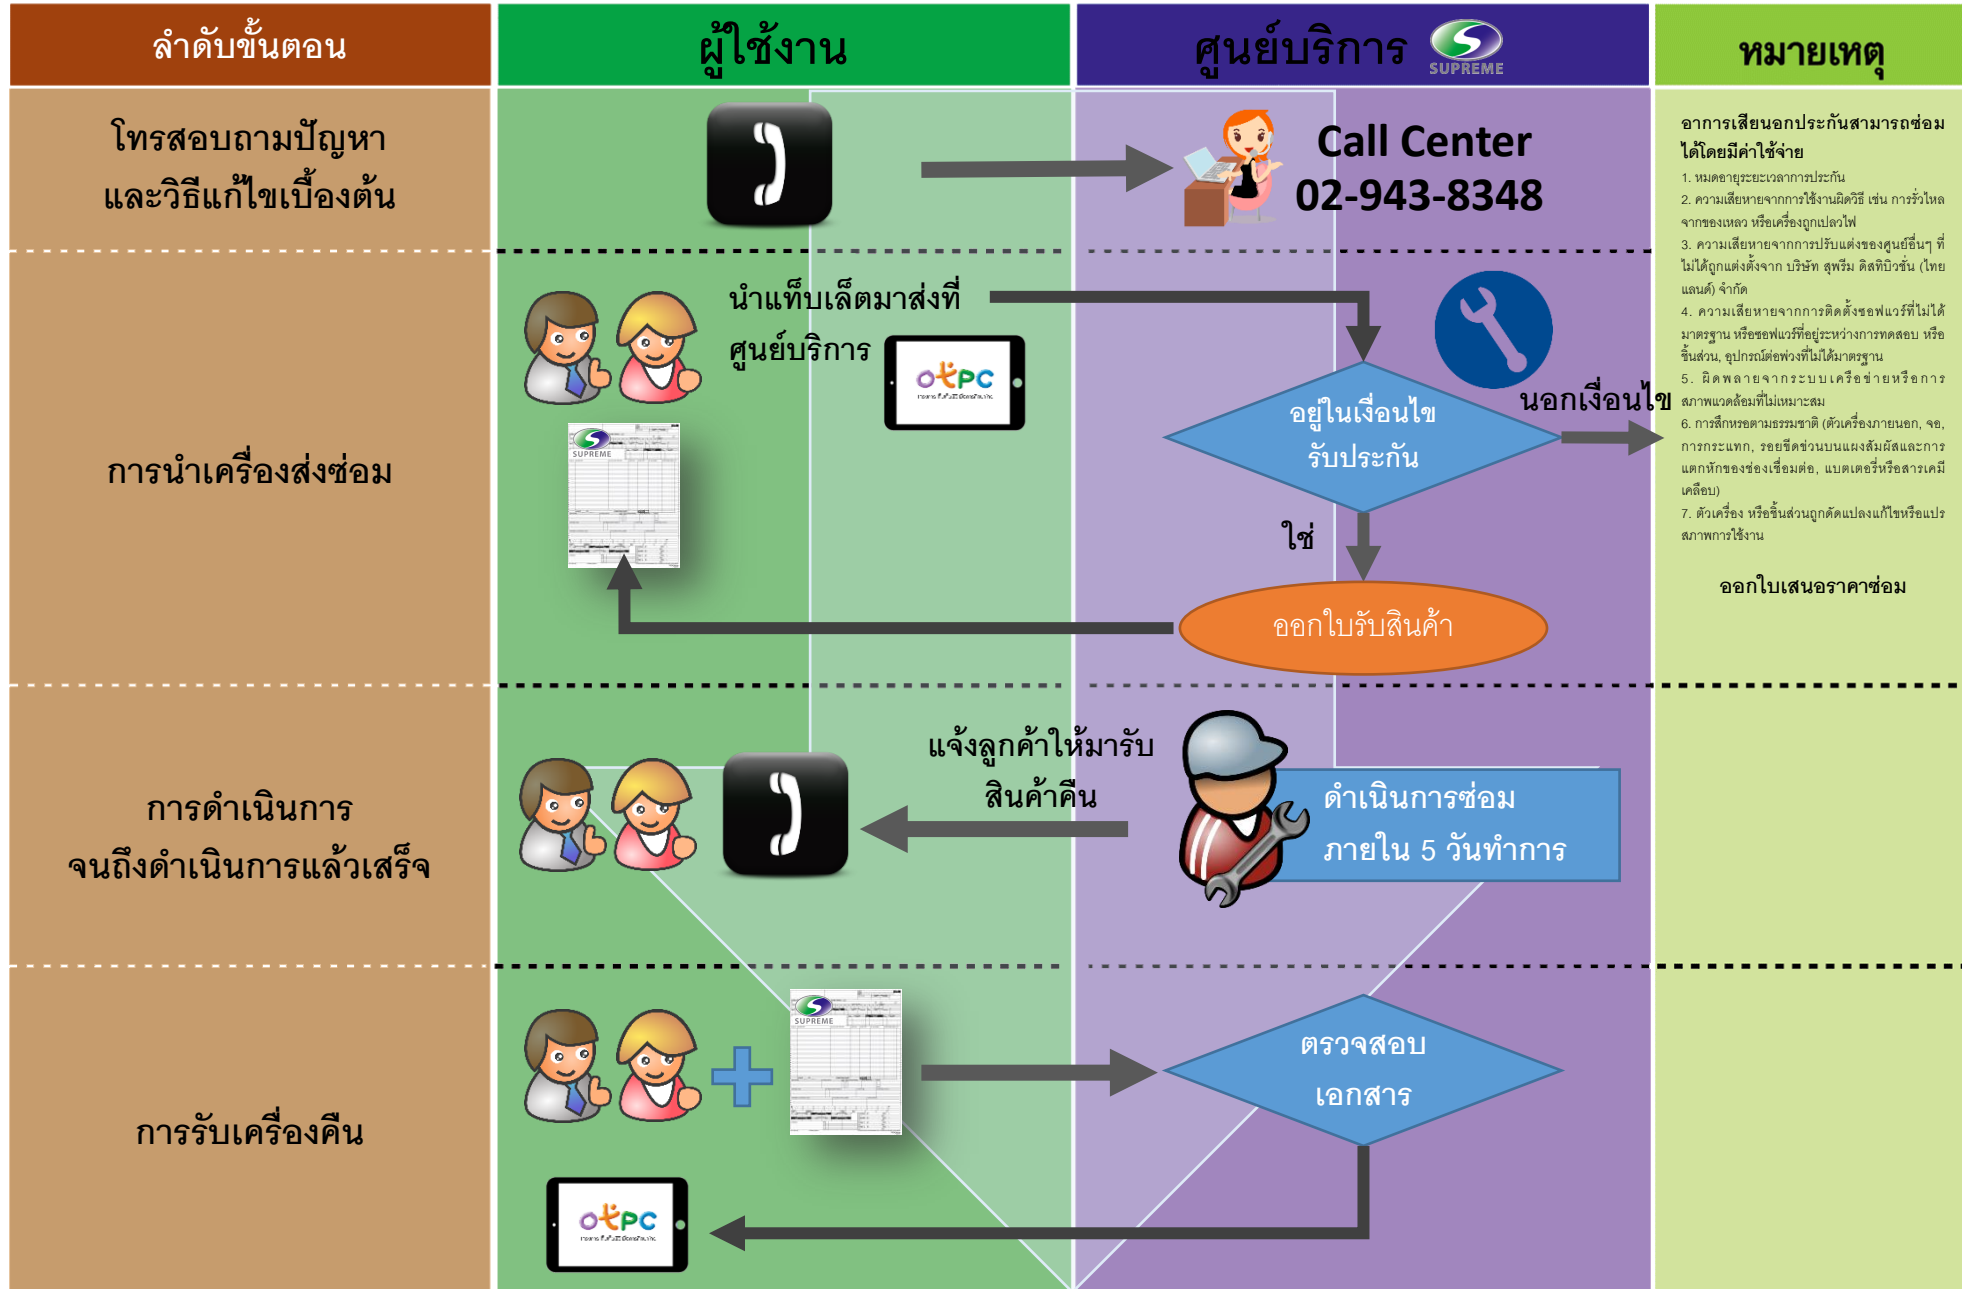 ลำดับขั้นตอน
ผู้ใช้งาน
ศูนย์บริการ
SUPREME
หมายเหตุ
โทรสอบถามปัญหา
และวิธีแก้ไขเบื้องต้น
Call Center
02-943-8348
อาการเสียนอกประกันสามารถซ่อม
ได้โดยมีค่าใช้จ่าย
1. หมดอายุระยะเวลาการประกัน
2. ความเสียหายจากการใช้งานผิดวิธี เช่น การรั่วไหล
จากของเหลว หรือเครื่องถูกเปลวไฟ
3. ความเสียหายจากการปรับแต่งของศูนย์อื่นๆ ที่
ไม่ได้ถูกแต่งตั้งจาก บริษัท สุพรีม ดิสทิบิวชั่น (ไทย
แลนด์) จำกัด
4. ความเสียหายจากการติดตั้งซอฟแวร์ที่ไม่ได้
มาตรฐาน หรือซอฟแวร์ที่อยู่ระหว่างการทดสอบ หรือ
ชิ้นส่วน, อุปกรณ์ต่อพ่วงที่ไม่ได้มาตรฐาน
5. ผิดพลายจากระบบเครือข่ายหรือการ
สภาพแวดล้อมที่ไม่เหมาะสม
6. การสึกหรอตามธรรมชาติ (ตัวเครื่องภายนอก, จอ,
การกระแทก, รอยขีดข่วนบนแผงสัมผัสและการ
แตกหักของช่องเชื่อมต่อ, แบตเตอรี่หรือสารเคมี
เคลือบ)
7. ตัวเครื่อง หรือชิ้นส่วนถูกดัดแปลงแก้ไขหรือแปร
สภาพการใช้งาน
ออกใบเสนอราคาซ่อม
การนำเครื่องส่งซ่อม
นำแท็บเล็ตมาส่งที่
ศูนย์บริการ
otpc
SUPREME
อยู่ในเงื่อนไข
รับประกัน
นอกเงื่อนไข
ใช่
ออกใบรับสินค้า
การดำเนินการ
จนถึงดำเนินการแล้วเสร็จ
แจ้งลูกค้าให้มารับ
สินค้าคืน
ดำเนินการซ่อม
ภายใน 5 วันทำการ
การรับเครื่องคืน
SUPREME
ตรวจสอบ
เอกสาร
otpc